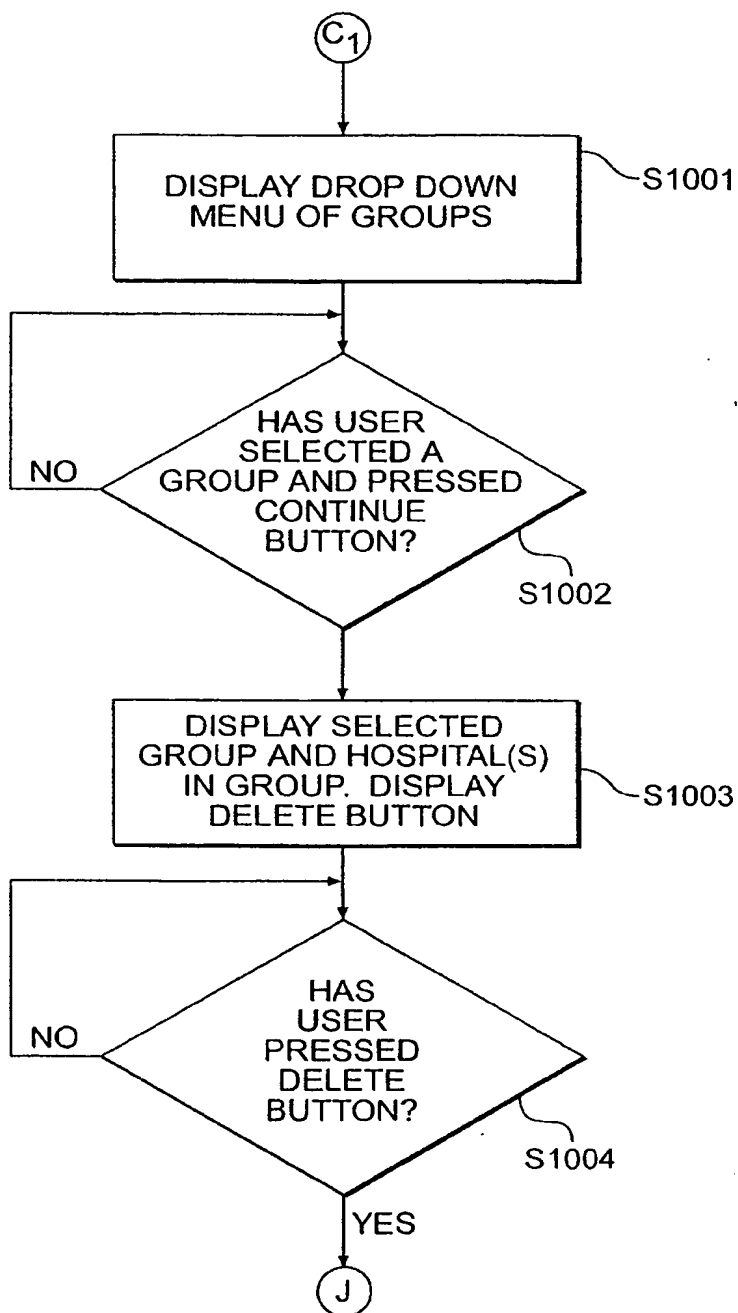 C1
DISPLAY DROP DOWN
MENU OF GROUPS
S1001
HAS USER
SELECTED A
GROUP AND PRESSED
CONTINUE
BUTTON?
NO
S1002
DISPLAY SELECTED
GROUP AND HOSPITAL(S)
IN GROUP. DISPLAY
DELETE BUTTON
S1003
HAS
USER
PRESSED
DELETE
BUTTON?
NO
S1004
YES
J